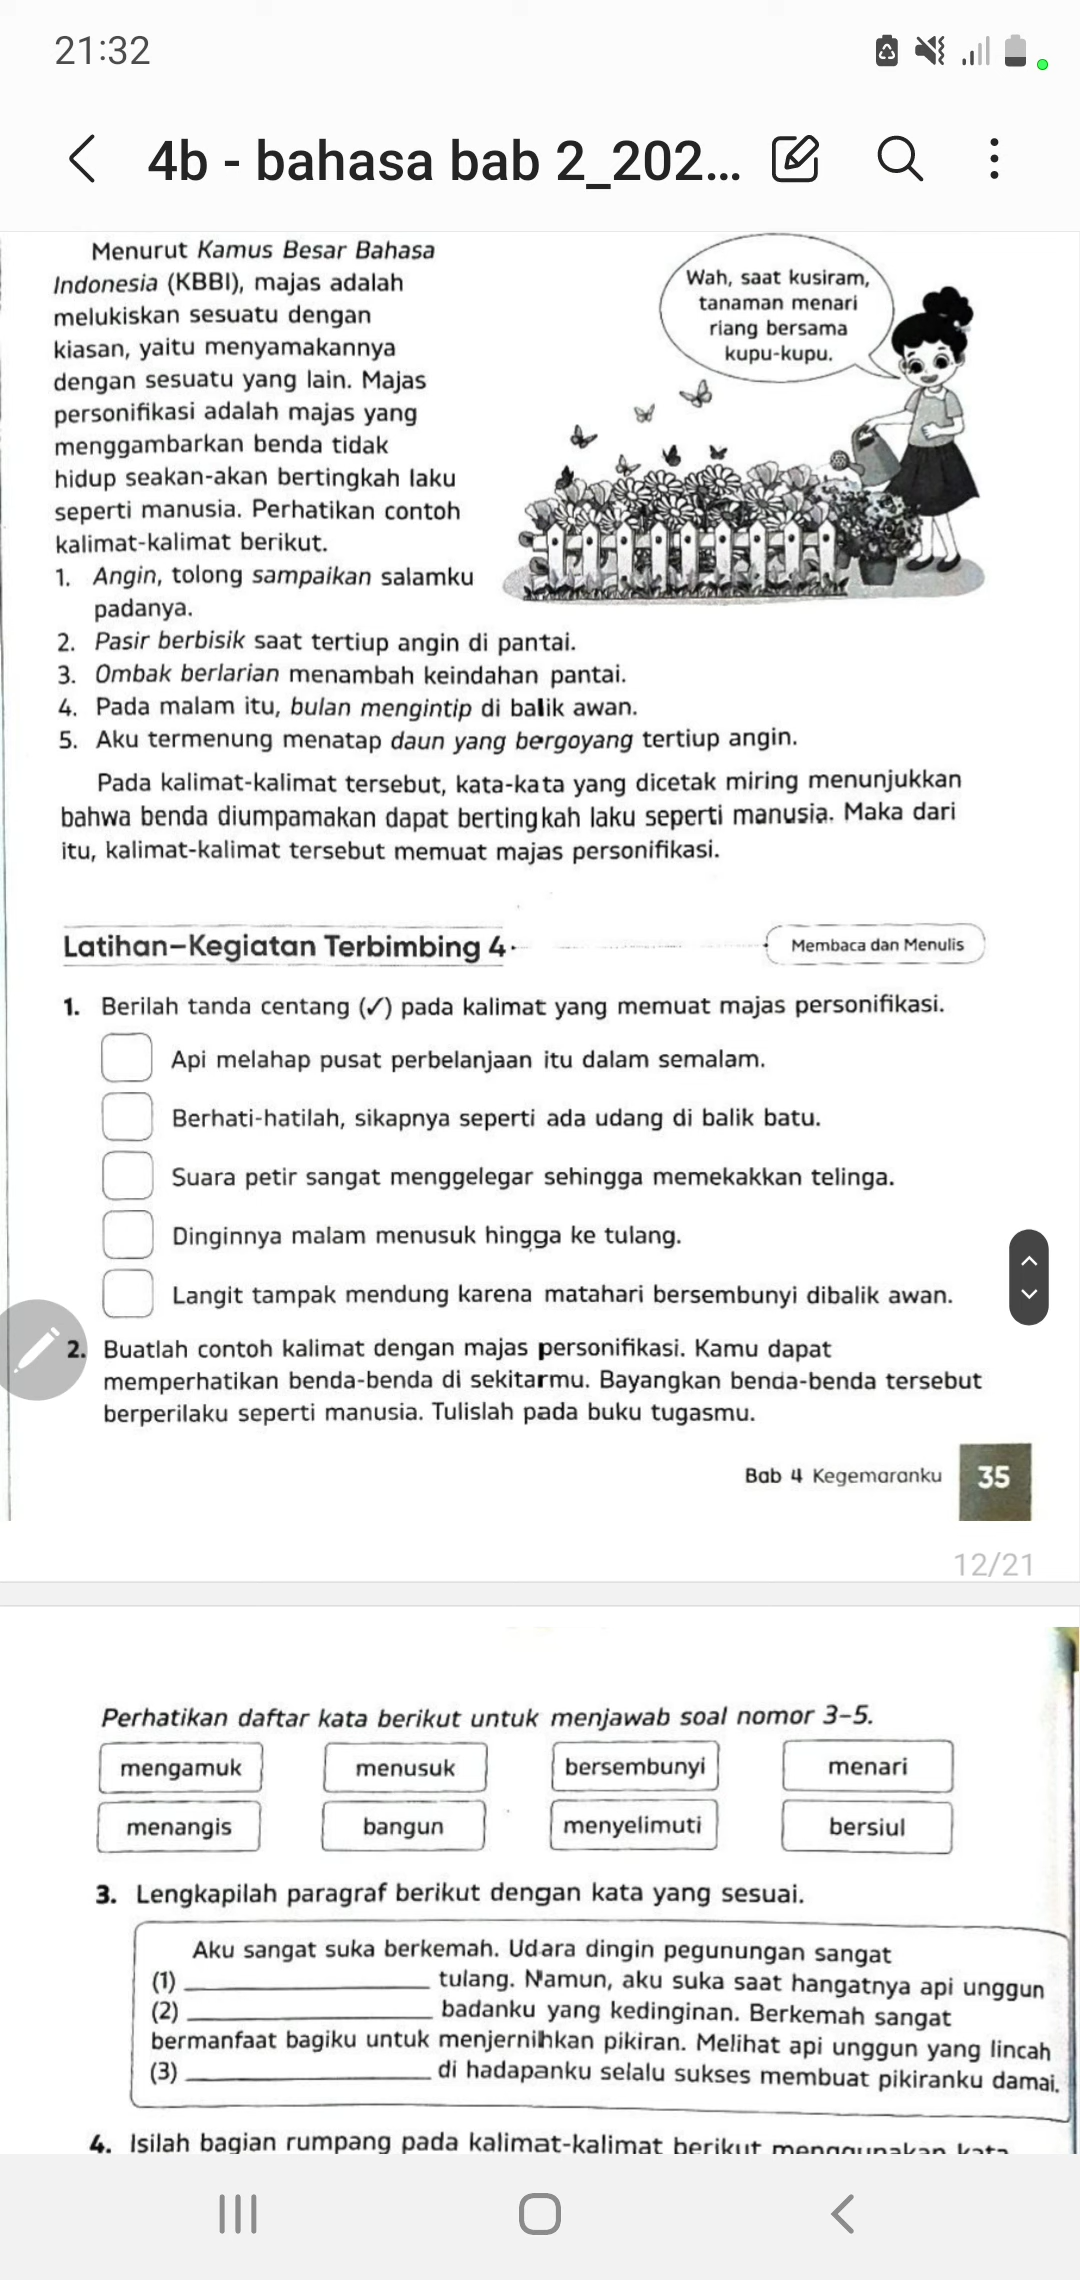 21:32
4b - bahasa bab 2_202...
Menurut Kamus Besar Bahasa
Indonesia (KBBI), majas adalah
melukiskan sesuatu dengan
kiasan, yaitu menyamakannya
dengan sesuatu yang lain. Majas
personifikasi adalah majas yang
menggambarkan benda tidak
hidup seakan-akan bertingkah laku
seperti manusia. Perhatikan contoh
kalimat-kalimat berikut.
Wah, saat kusiram,
tanaman menari
riang bersama
kupu-kupu.
1. Angin, tolong sampaikan salamku
padanya.
2. Pasir berbisik saat tertiup angin di pantai.
3. Ombak berlarian menambah keindahan pantai.
4. Pada malam itu, bulan mengintip di balik awan.
5. Aku termenung menatap daun yang bergoyang tertiup angin.
Pada kalimat-kalimat tersebut, kata-kata yang dicetak miring menunjukkan
bahwa benda diumpamakan dapat bertingkah laku seperti manusia. Maka dari
itu, kalimat-kalimat tersebut memuat majas personifikasi.
Latihan–Kegiatan Terbimbing 4
Membaca dan Menulis
1. Berilah tanda centang (✓) pada kalimat yang memuat majas personifikasi.
Api melahap pusat perbelanjaan itu dalam semalam.
Berhati-hatilah, sikapnya seperti ada udang di balik batu.
Suara petir sangat menggelegar sehingga memekakkan telinga.
Dinginnya malam menusuk hingga ke tulang.
Langit tampak mendung karena matahari bersembunyi dibalik awan.
2. Buatlah contoh kalimat dengan majas personifikasi. Kamu dapat
memperhatikan benda-benda di sekitarmu. Bayangkan benda-benda tersebut
berperilaku seperti manusia. Tulislah pada buku tugasmu.
Bab 4 Kegemaranku 35
12/21
Perhatikan daftar kata berikut untuk menjawab soal nomor 3–5.
mengamuk menusuk bersembunyi menari
menangis bangun menyelimuti bersiul
3. Lengkapilah paragraf berikut dengan kata yang sesuai.
Aku sangat suka berkemah. Udara dingin pegunungan sangat
(1) ____________ tulang. Namun, aku suka saat hangatnya api unggun
(2) ____________ badanku yang kedinginan. Berkemah sangat
bermanfaat bagiku untuk menjernihkan pikiran. Melihat api unggun yang lincah
(3) ____________ di hadapanku selalu sukses membuat pikiranku damai.
4. Isilah bagian rumpang pada kalimat-kalimat berikut menggunakan kata